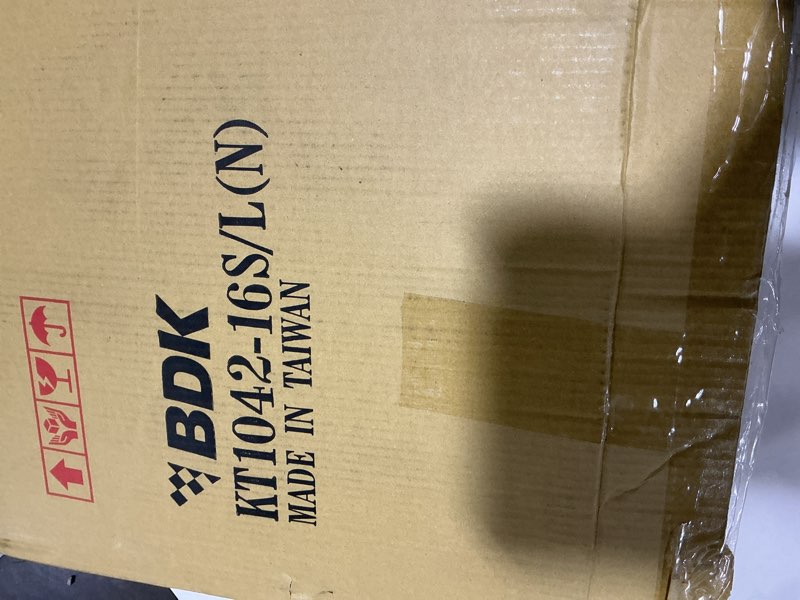 BDK
KT1042-16S/L(N)
MADE IN TAIWAN